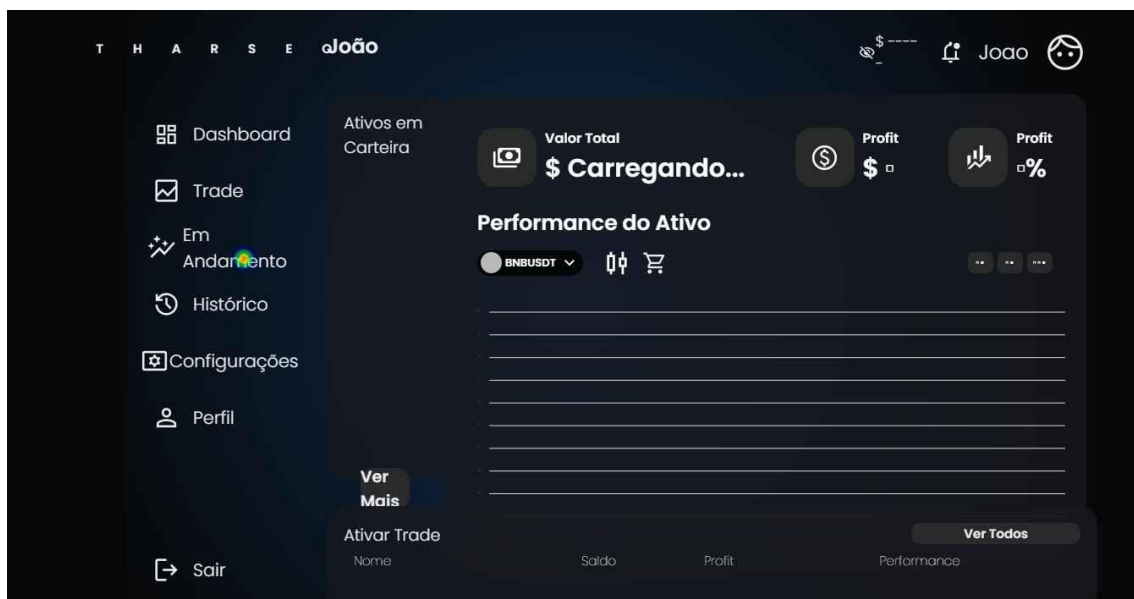 T H A R S E
João
$ ----
-
Joao
Dashboard
Trade
Em
Andamento
Histórico
Configurações
Perfil
Sair
Ativos em
Carteira
Ver
Mais
Valor Total
$ Carregando...
Profit
$
Profit
%
Performance do Ativo
BNBUSDT
Ativar Trade
Ver Todos
Nome Saldo Profit Performance